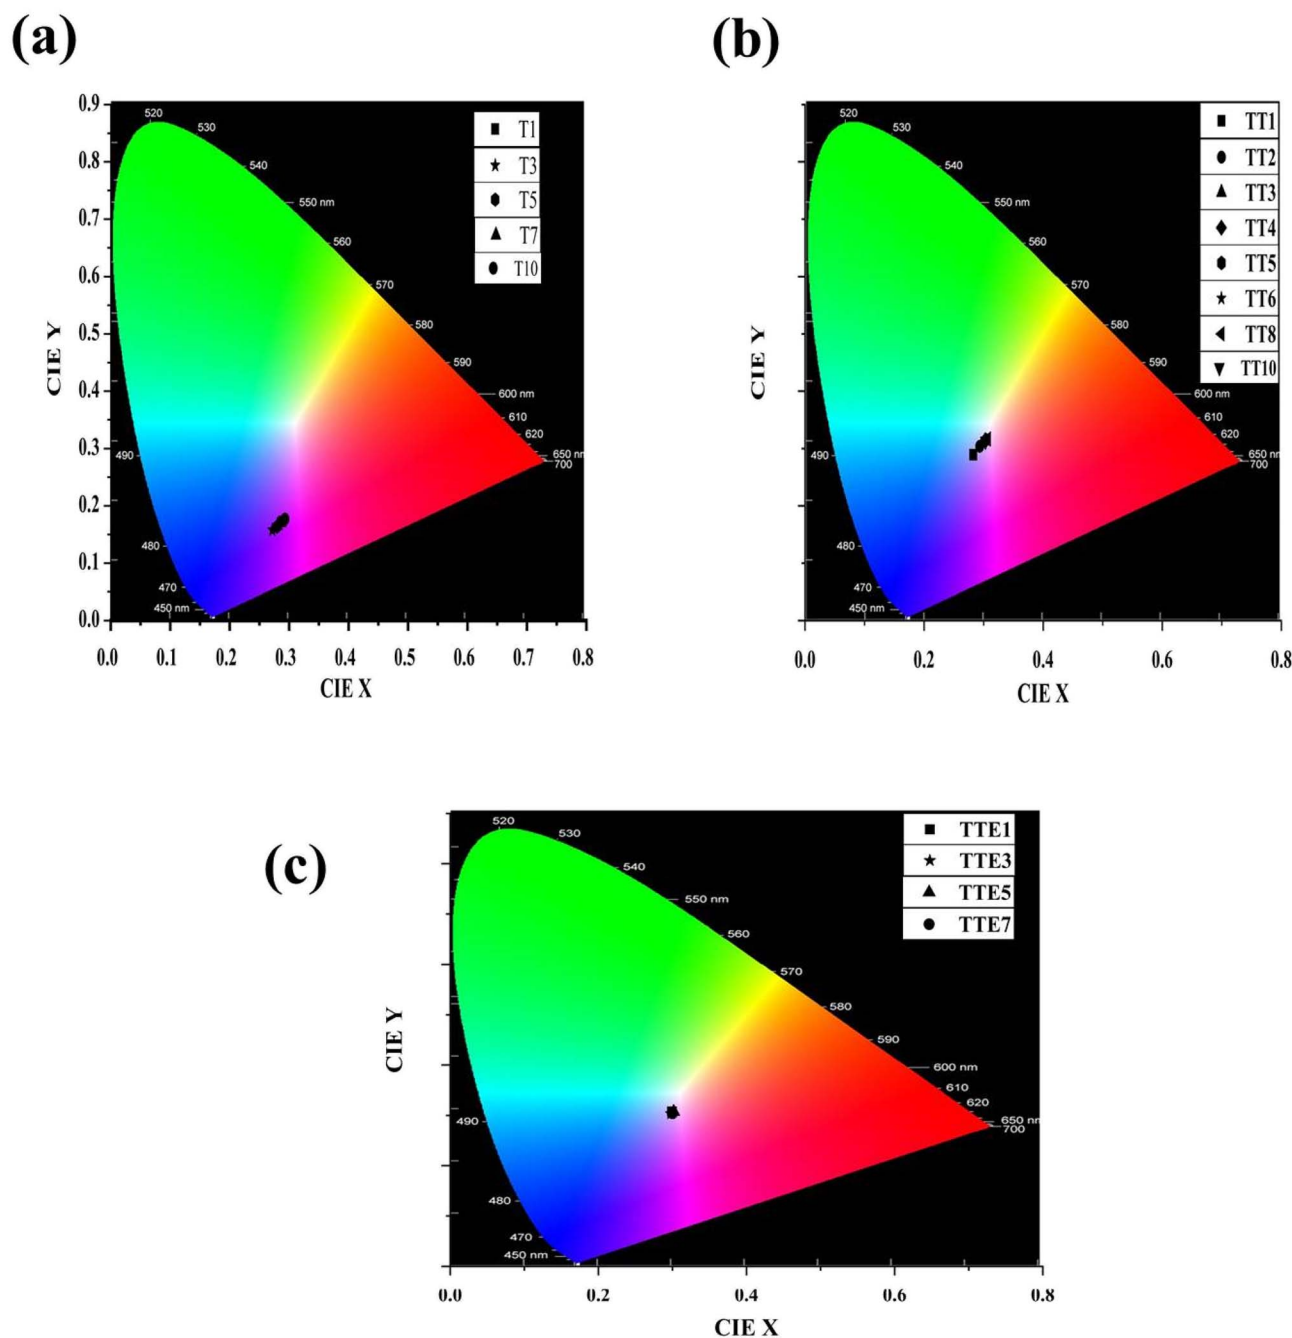 (a)
0.9
0.8
0.7
0.6
0.5
0.4
0.3
0.2
0.1
0.0
CIE Y
520
530
540
550 nm
560
570
580
590
600 nm
610
620
650 nm
700
490
480
470
450 nm
T1
T3
T5
T7
T10
0.0 0.1 0.2 0.3 0.4 0.5 0.6 0.7 0.8
CIE X
(b)
CIE Y
520
530
540
550 nm
560
570
580
590
600 nm
610
620
650 nm
700
490
480
470
450 nm
TT1
TT2
TT3
TT4
TT5
TT6
TT8
TT10
0.0 0.2 0.4 0.6 0.8
CIE X
(c)
CIE Y
520
530
540
550 nm
560
570
580
590
600 nm
610
620
650 nm
700
490
480
470
450 nm
TTE1
TTE3
TTE5
TTE7
0.0 0.2 0.4 0.6 0.8
CIE X